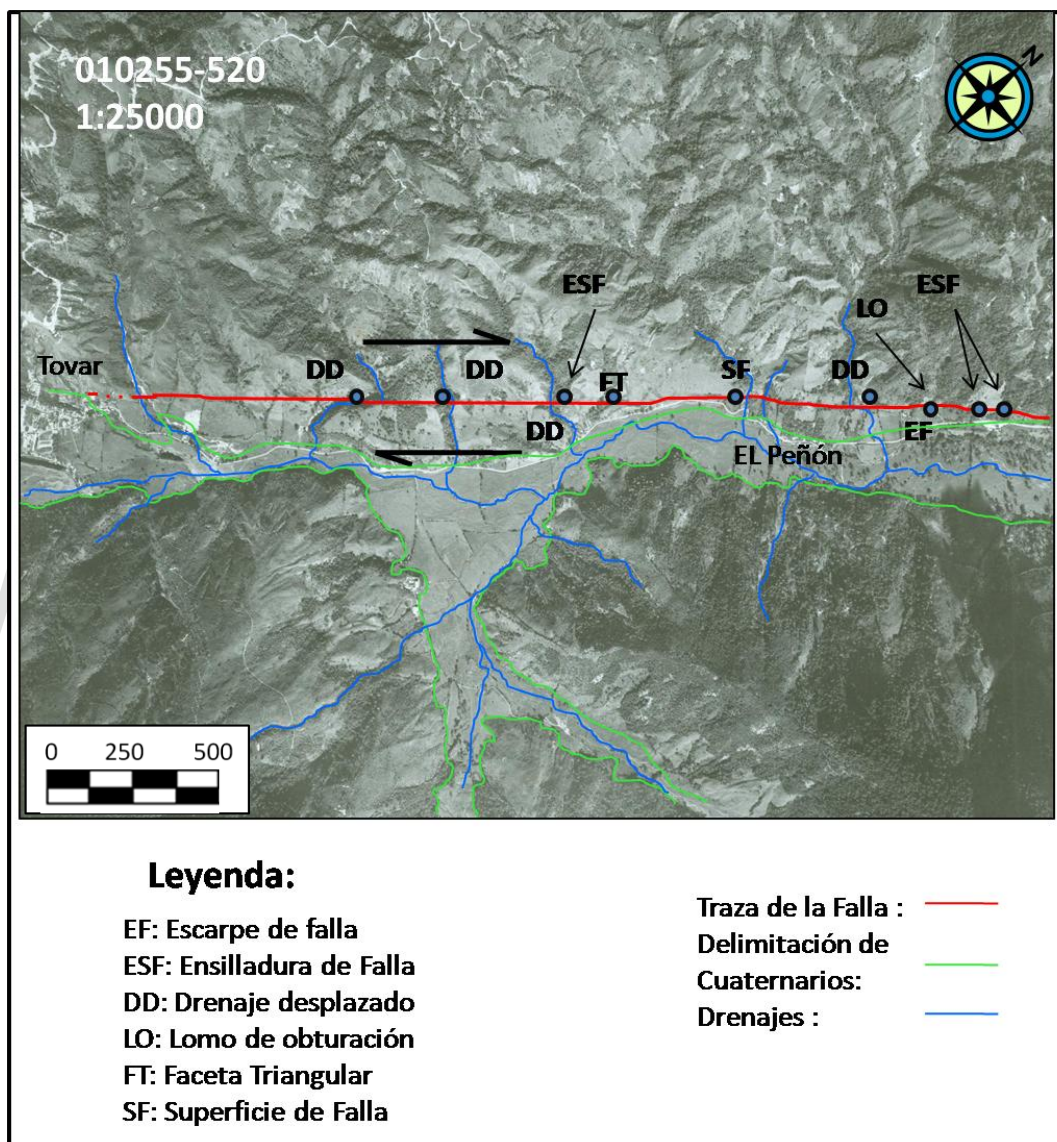 010255-520
1:25000
N
ESF
ESF
LO
Tovar
DD
DD
FT
SF
DD
DD
EF
EL Peñón
0 250 500
Leyenda:
EF: Escarpe de falla
ESF: Ensilladura de Falla
DD: Drenaje desplazado
LO: Lomo de obturación
FT: Faceta Triangular
SF: Superficie de Falla
Traza de la Falla :
Delimitación de
Cuaternarios:
Drenajes :